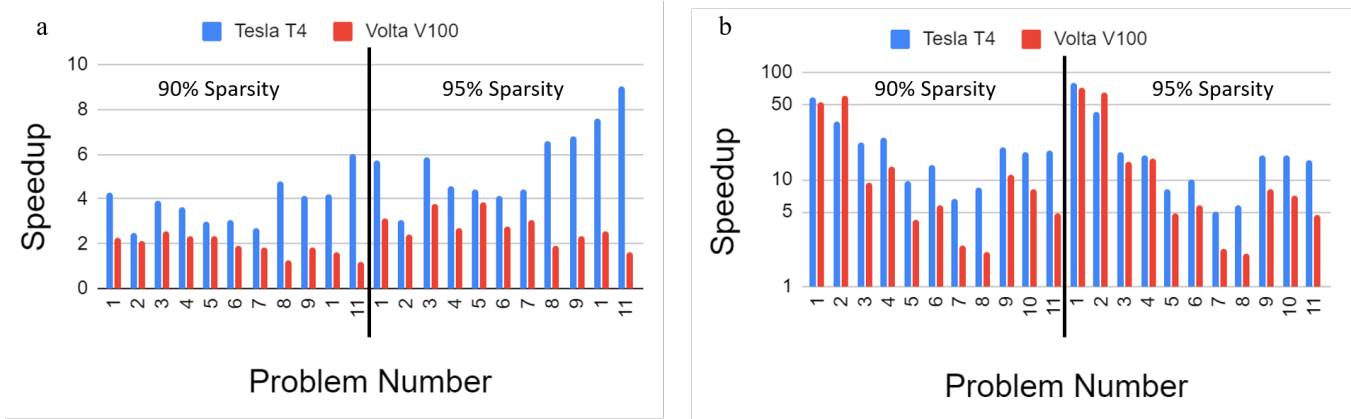 a
Tesla T4 Volta V100
10
8
6
4
2
0
90% Sparsity 95% Sparsity
Speedup
1 2 3 4 5 6 7 8 9 1 11 1 2 3 4 5 6 7 8 9 1 11
Problem Number
b
Tesla T4 Volta V100
100
50
10
5
1
90% Sparsity 95% Sparsity
Speedup
1 2 3 4 5 6 7 8 9 10 11 1 2 3 4 5 6 7 8 9 10 11
Problem Number